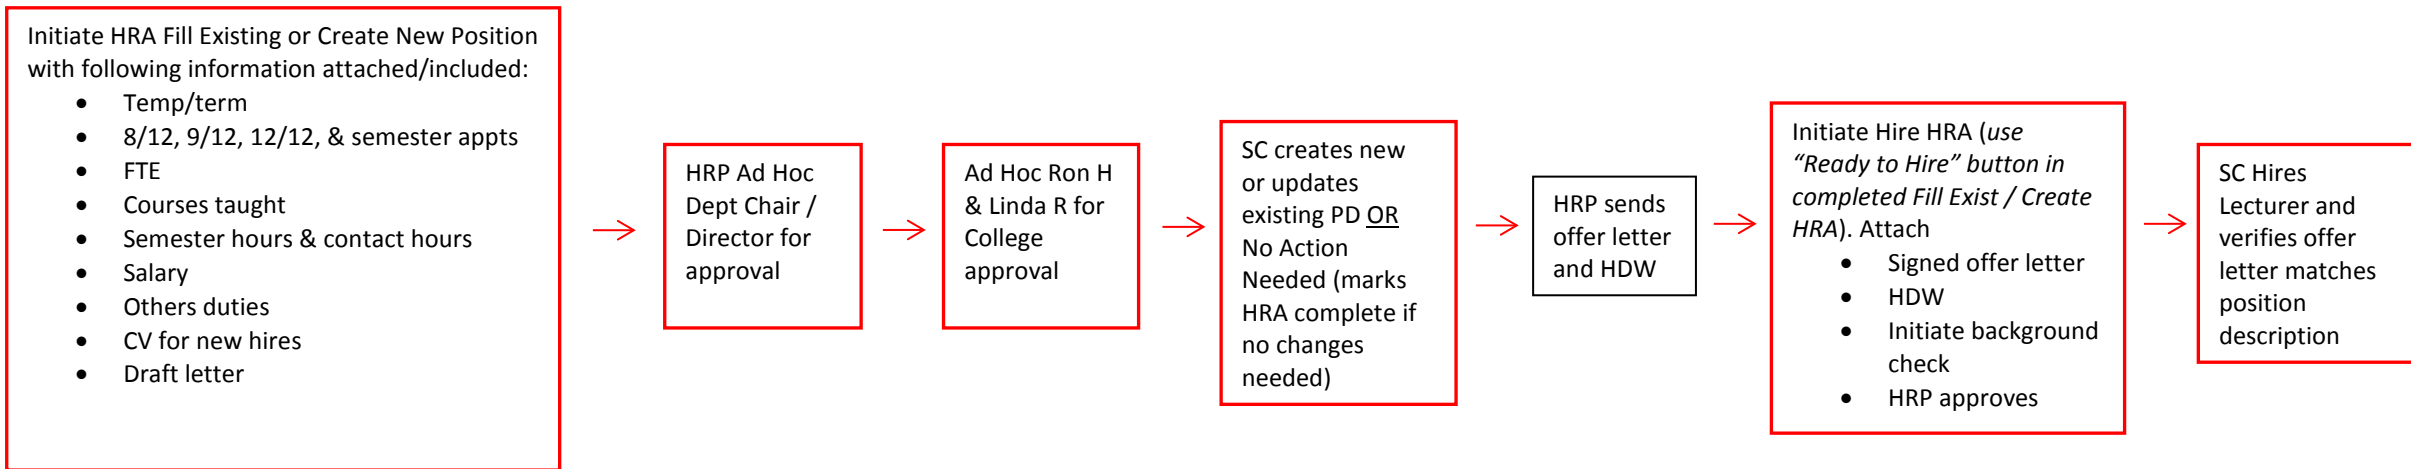 Initiate HRA Fill Existing or Create New Position
with following information attached/included:
• Temp/term
• 8/12, 9/12, 12/12, & semester appts
• FTE
• Courses taught
• Semester hours & contact hours
• Salary
• Others duties
• CV for new hires
• Draft letter
HRP Ad Hoc
Dept Chair /
Director for
approval
Ad Hoc Ron H
& Linda R for
College
approval
SC creates new
or updates
existing PD OR
No Action
Needed (marks
HRA complete if
no changes
needed)
HRP sends
offer letter
and HDW
Initiate Hire HRA (use
“Ready to Hire” button in
completed Fill Exist / Create
HRA). Attach
• Signed offer letter
• HDW
• Initiate background
check
• HRP approves
SC Hires
Lecturer and
verifies offer
letter matches
position
description